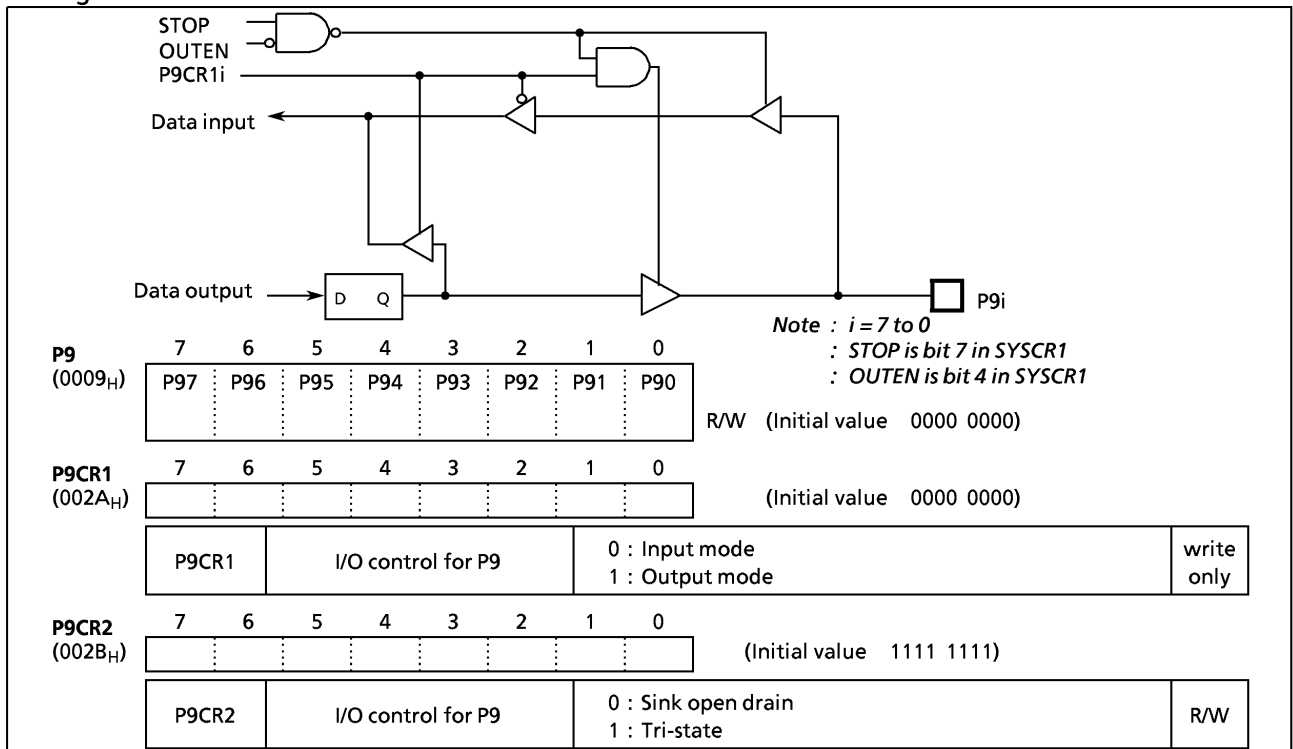 STOP
OUTEN
P9CR1i
Data input
Data output
D Q
P9i
Note : i = 7 to 0
: STOP is bit 7 in SYSCR1
: OUTEN is bit 4 in SYSCR1
P9
(0009H)
7 6 5 4 3 2 1 0
P97 P96 P95 P94 P93 P92 P91 P90
R/W (Initial value 0000 0000)
P9CR1
(002AH)
7 6 5 4 3 2 1 0
(Initial value 0000 0000)
P9CR1 I/O control for P9
0 : Input mode
1 : Output mode
write
only
P9CR2
(002BH)
7 6 5 4 3 2 1 0
(Initial value 1111 1111)
P9CR2 I/O control for P9
0 : Sink open drain
1 : Tri-state
R/W